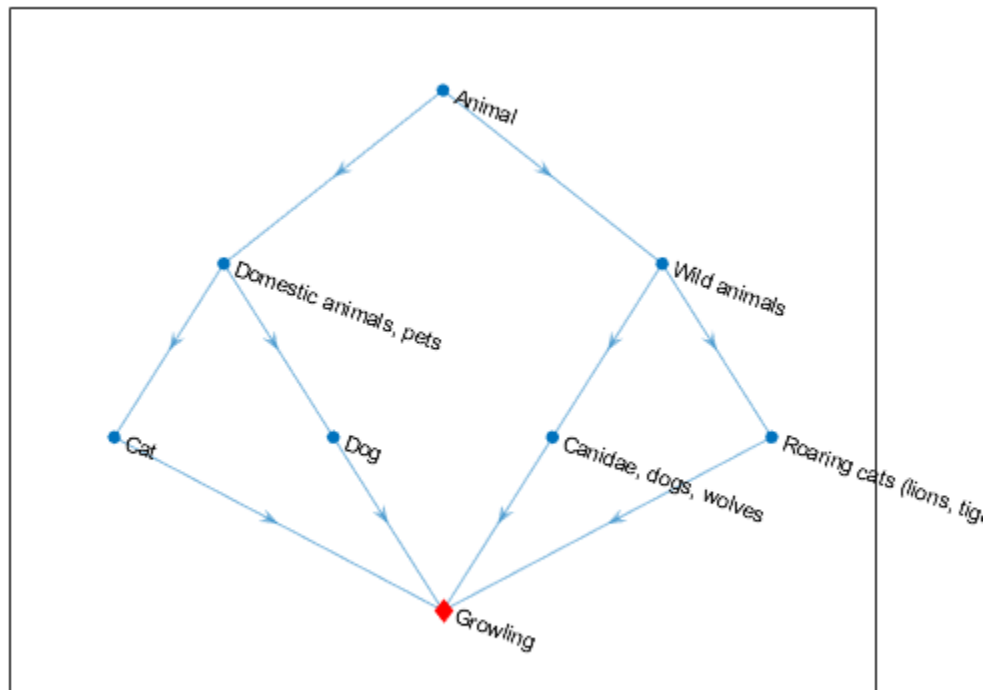 Animal
Domestic animals, pets
Wild animals
Cat
Dog
Canidae, dogs, wolves
Roaring cats (lions,
Growling